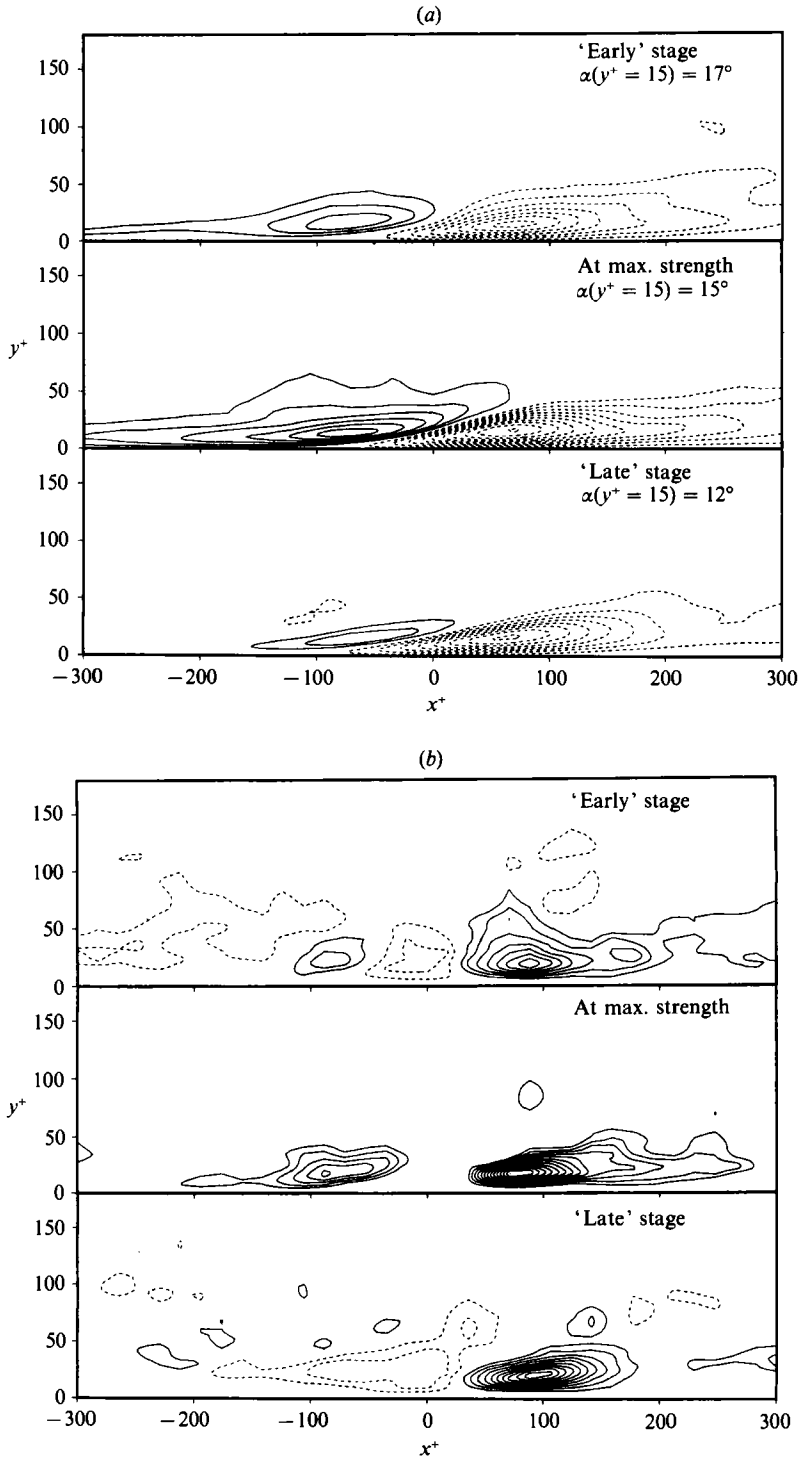 (a)
150
100
50
0
'Early' stage
α(y⁺ = 15) = 17°
150
100
50
0
At max. strength
α(y⁺ = 15) = 15°
y⁺
150
100
50
0
'Late' stage
α(y⁺ = 15) = 12°
−300 −200 −100 0 100 200 300
x⁺
(b)
150
100
50
0
'Early' stage
150
100
50
0
At max. strength
y⁺
150
100
50
0
'Late' stage
−300 −200 −100 0 100 200 300
x⁺